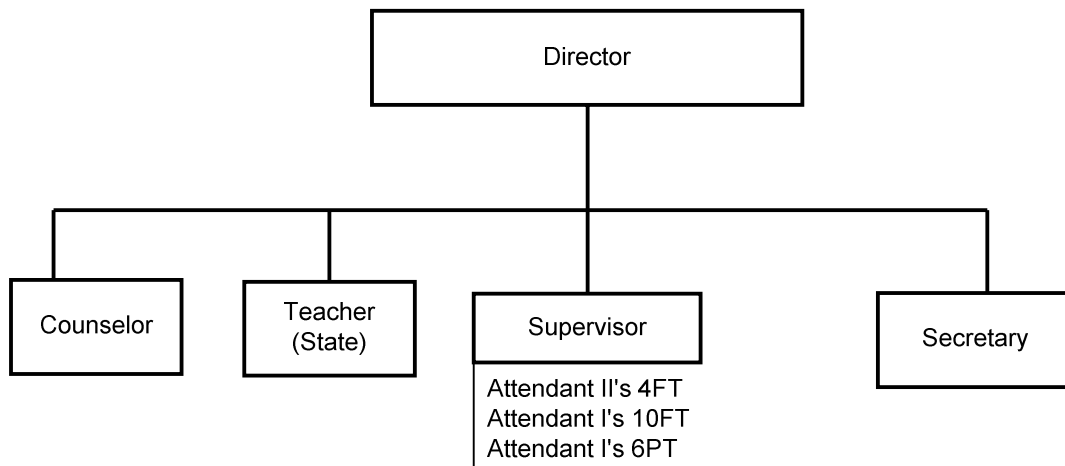 Director
Counselor
Teacher
(State)
Supervisor
Secretary
Attendant II's 4FT
Attendant I's 10FT
Attendant I's 6PT